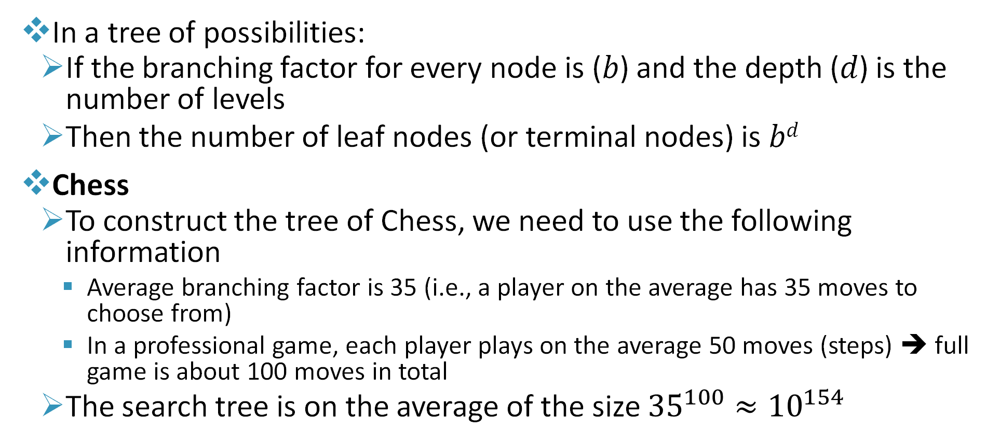 ❖In a tree of possibilities:
➢If the branching factor for every node is (b) and the depth (d) is the
number of levels
➢Then the number of leaf nodes (or terminal nodes) is b^d
❖Chess
➢To construct the tree of Chess, we need to use the following
information
▪ Average branching factor is 35 (i.e., a player on the average has 35 moves to
choose from)
▪ In a professional game, each player plays on the average 50 moves (steps) ➔ full
game is about 100 moves in total
➢The search tree is on the average of the size 35^100 ≈ 10^154